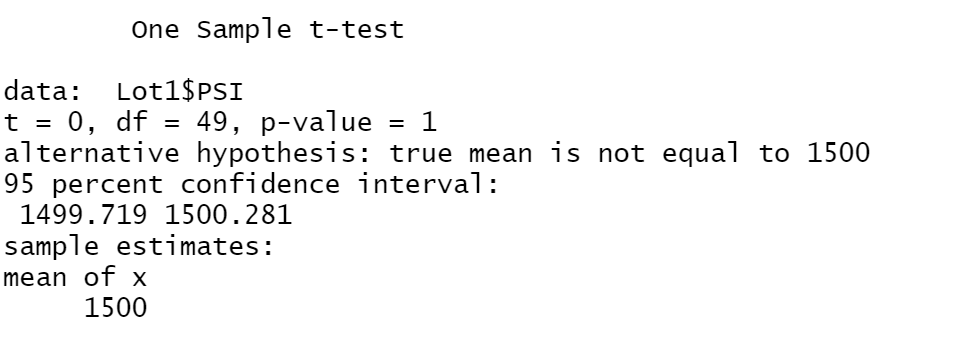 One Sample t-test
data: Lot1$PSI
t = 0, df = 49, p-value = 1
alternative hypothesis: true mean is not equal to 1500
95 percent confidence interval:
1499.719 1500.281
sample estimates:
mean of x
1500